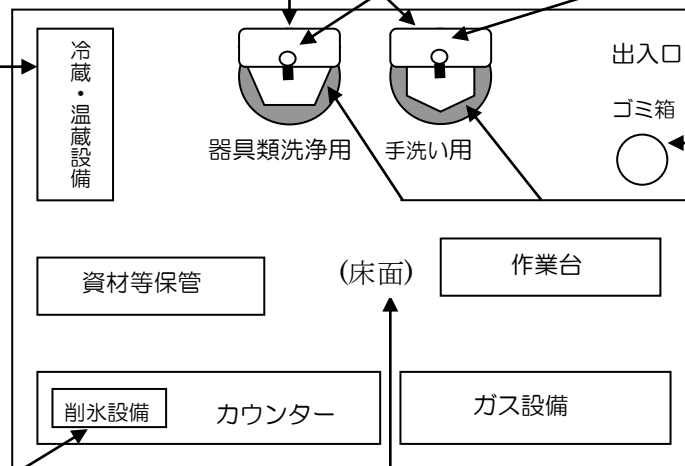 冷蔵・温蔵設備
出入口
ゴミ箱
器具類洗浄用
手洗い用
資材等保管
(床面)
作業台
削氷設備
カウンター
ガス設備